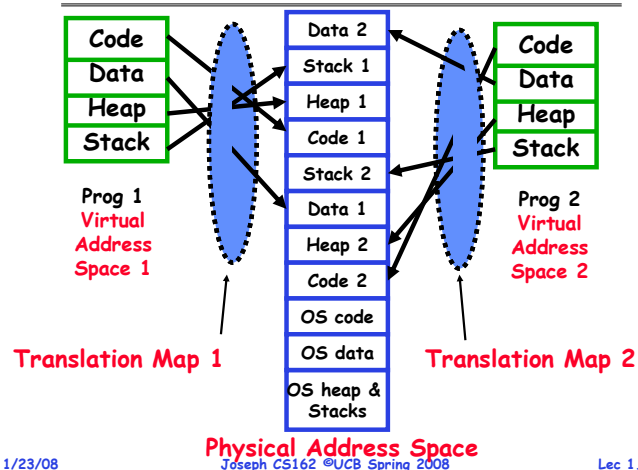 Code
Data
Heap
Stack
Prog 1
Virtual
Address
Space 1
Data 2
Stack 1
Heap 1
Code 1
Stack 2
Data 1
Heap 2
Code 2
OS code
OS data
OS heap &
Stacks
Code
Data
Heap
Stack
Prog 2
Virtual
Address
Space 2
Translation Map 1
Translation Map 2
Physical Address Space
1/23/08
Joseph CS162 ©UCB Spring 2008
Lec 1.